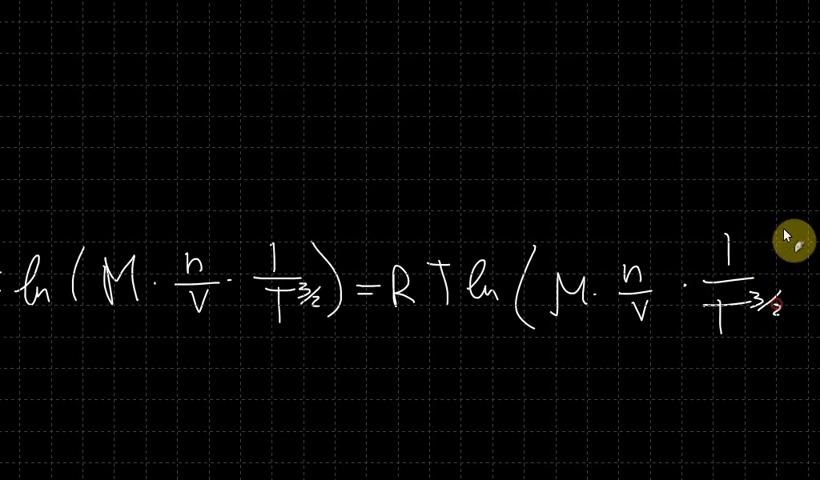 = ln ( M · n/V · 1/T^3/2 ) = R T ln ( M · n/V · 1/T^3/2